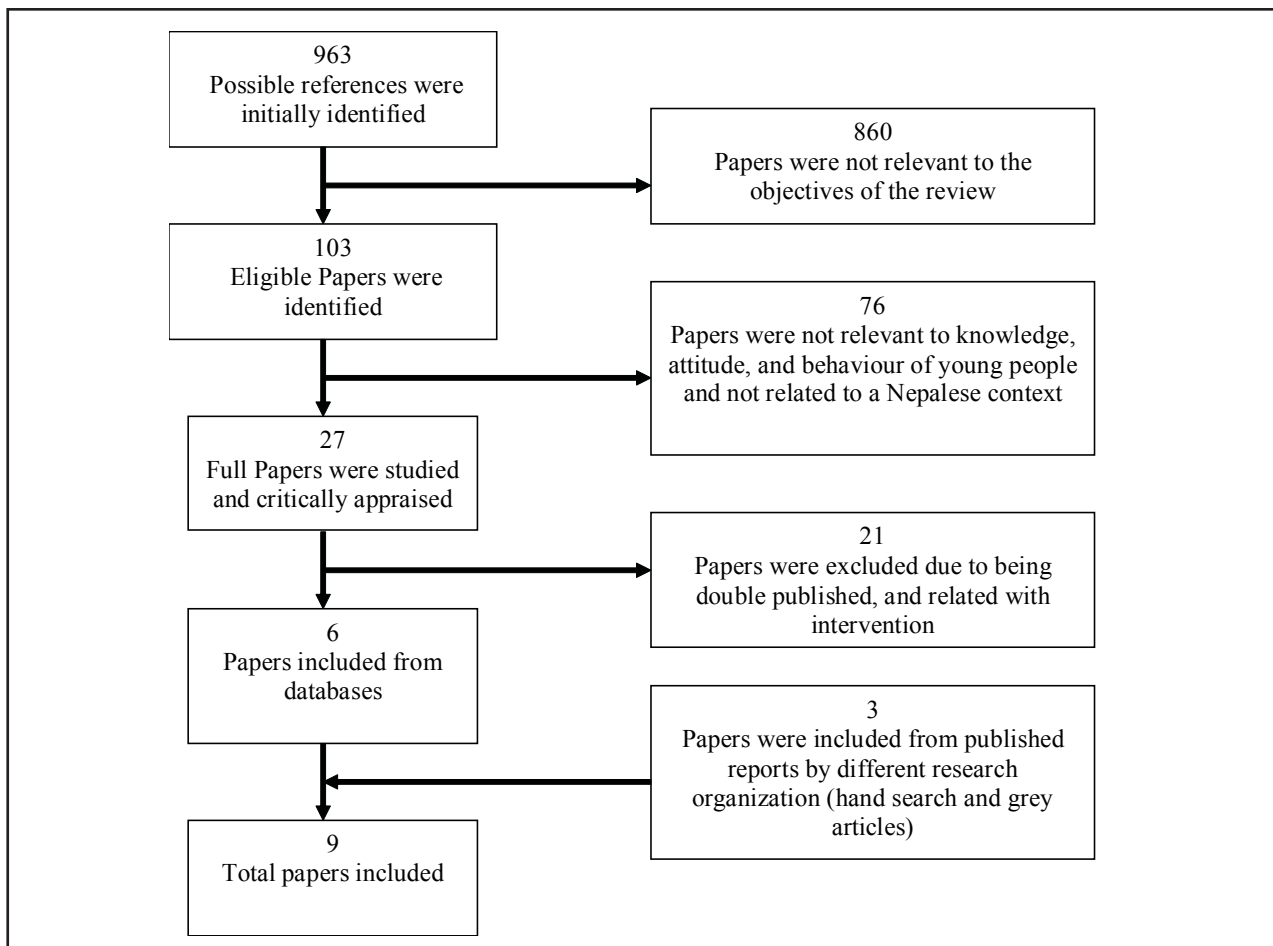 963
Possible references were
initially identified
860
Papers were not relevant to the
objectives of the review
103
Eligible Papers were
identified
76
Papers were not relevant to knowledge,
attitude, and behaviour of young people
and not related to a Nepalese context
27
Full Papers were studied
and critically appraised
21
Papers were excluded due to being
double published, and related with
intervention
6
Papers included from
databases
3
Papers were included from published
reports by different research
organization (hand search and grey
articles)
9
Total papers included